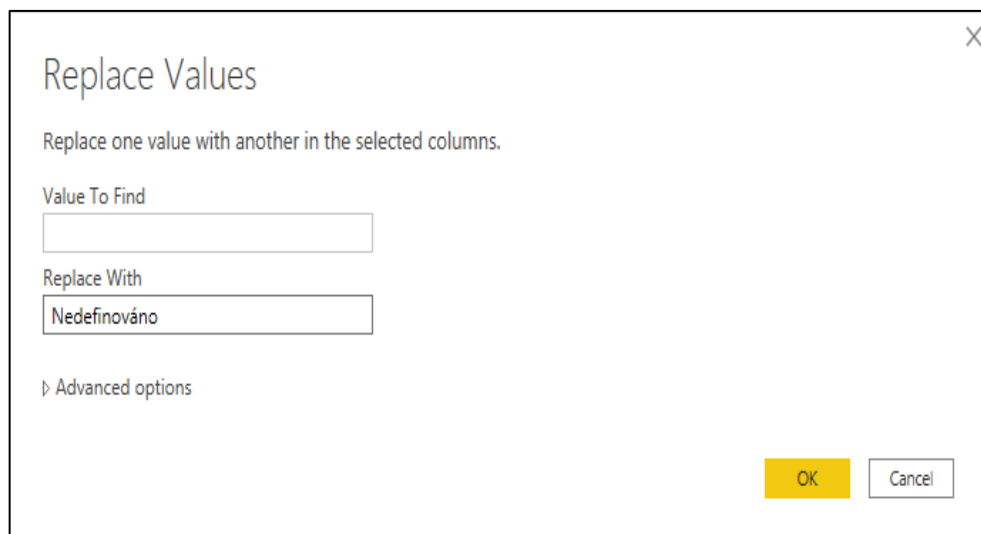 Replace Values
Replace one value with another in the selected columns.
Value To Find
Replace With
Nedefinováno
Advanced options
OK
Cancel